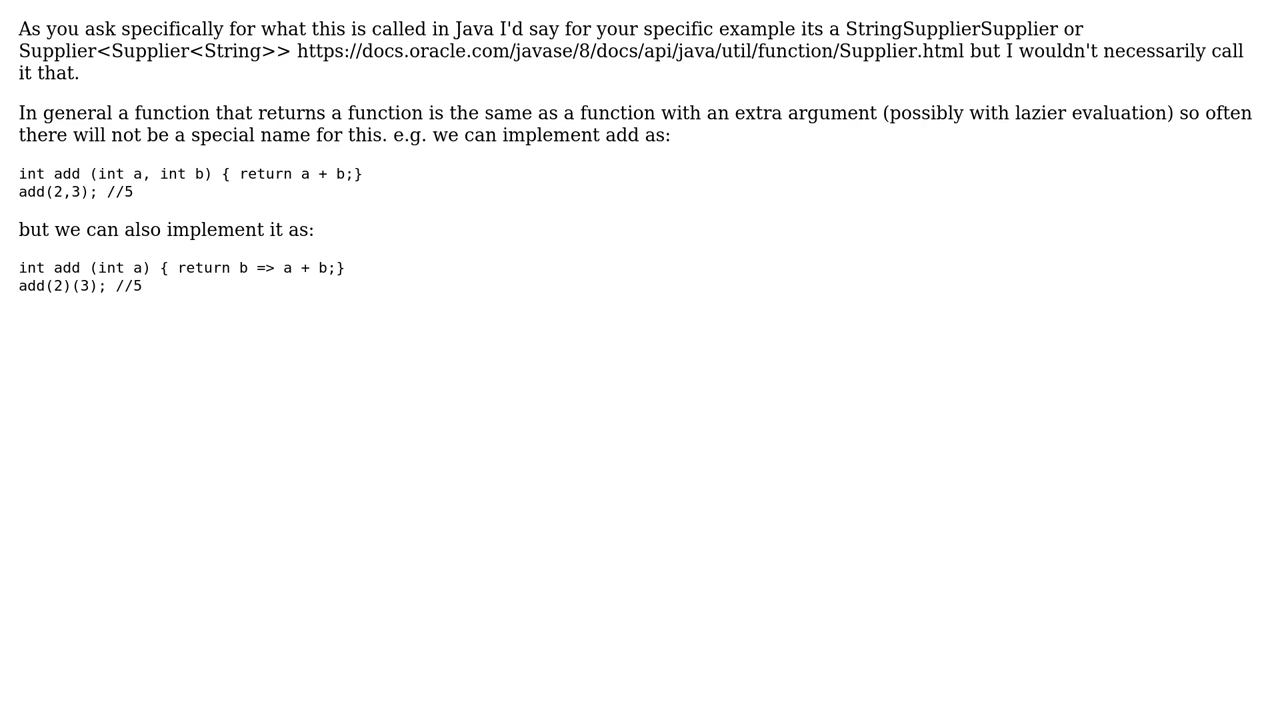 As you ask specifically for what this is called in Java I'd say for your specific example its a StringSupplierSupplier or
Supplier<Supplier<String>> https://docs.oracle.com/javase/8/docs/api/java/util/function/Supplier.html but I wouldn't necessarily call
it that.
In general a function that returns a function is the same as a function with an extra argument (possibly with lazier evaluation) so often
there will not be a special name for this. e.g. we can implement add as:
int add (int a, int b) { return a + b;}
add(2,3); //5
but we can also implement it as:
int add (int a) { return b => a + b;}
add(2)(3); //5